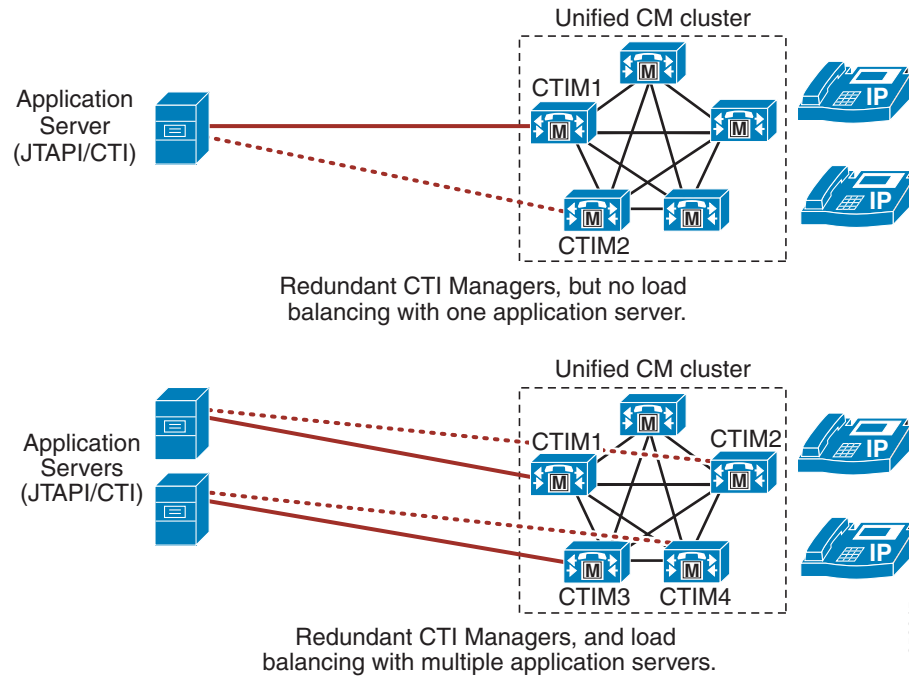 Unified CM cluster
Application
Server
(JTAPI/CTI)
CTIM1
M
M
M
M
M
CTIM2
IP
IP
Redundant CTI Managers, but no load
balancing with one application server.
Unified CM cluster
Application
Servers
(JTAPI/CTI)
CTIM1
CTIM2
M
M
M
M
M
CTIM3
CTIM4
IP
IP
Redundant CTI Managers, and load
balancing with multiple application servers.